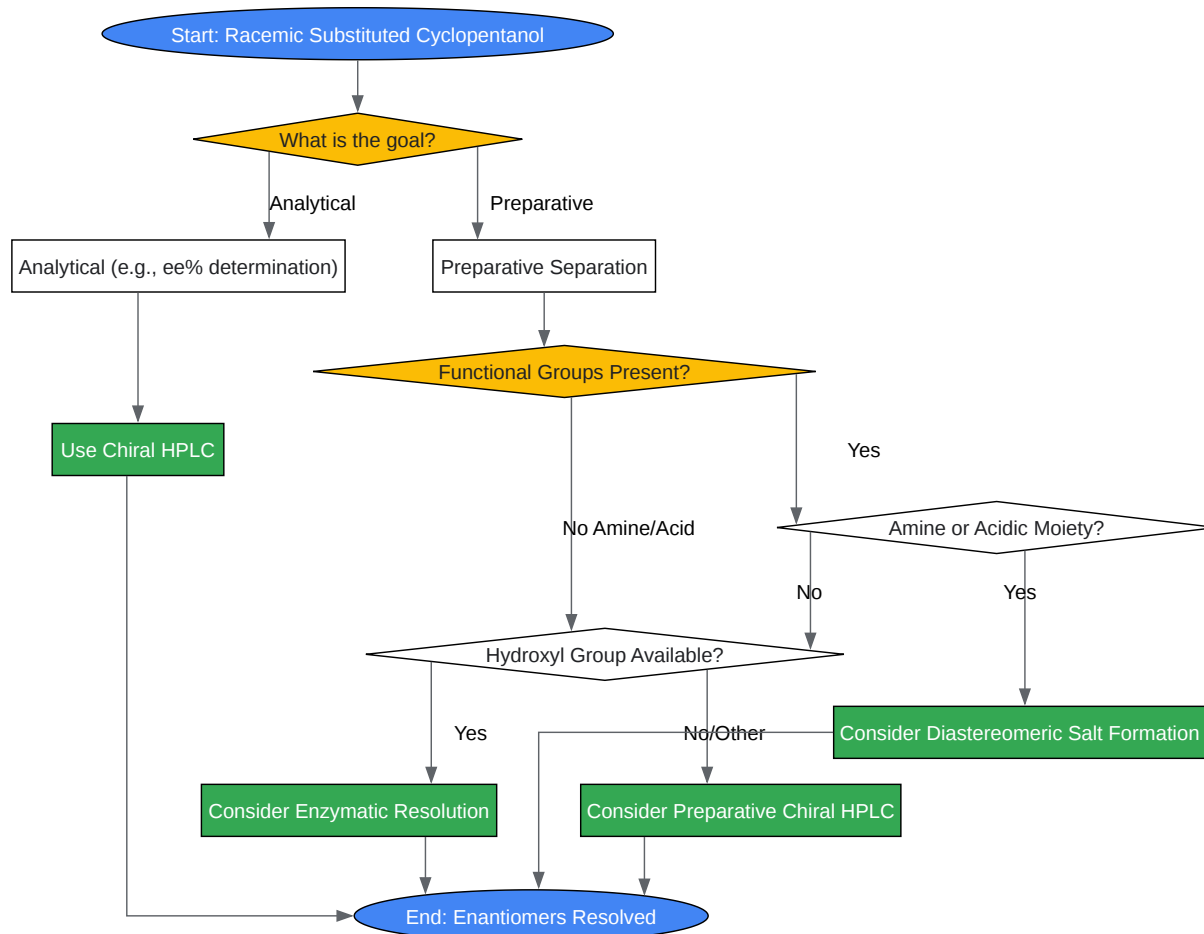 Start: Racemic Substituted Cyclopentanol
What is the goal?
Analytical
Preparative
Analytical (e.g., ee% determination)
Preparative Separation
Functional Groups Present?
Use Chiral HPLC
Yes
No Amine/Acid
Amine or Acidic Moiety?
No
Yes
Hydroxyl Group Available?
Yes
No/Other
Consider Diastereomeric Salt Formation
Consider Enzymatic Resolution
Consider Preparative Chiral HPLC
End: Enantiomers Resolved